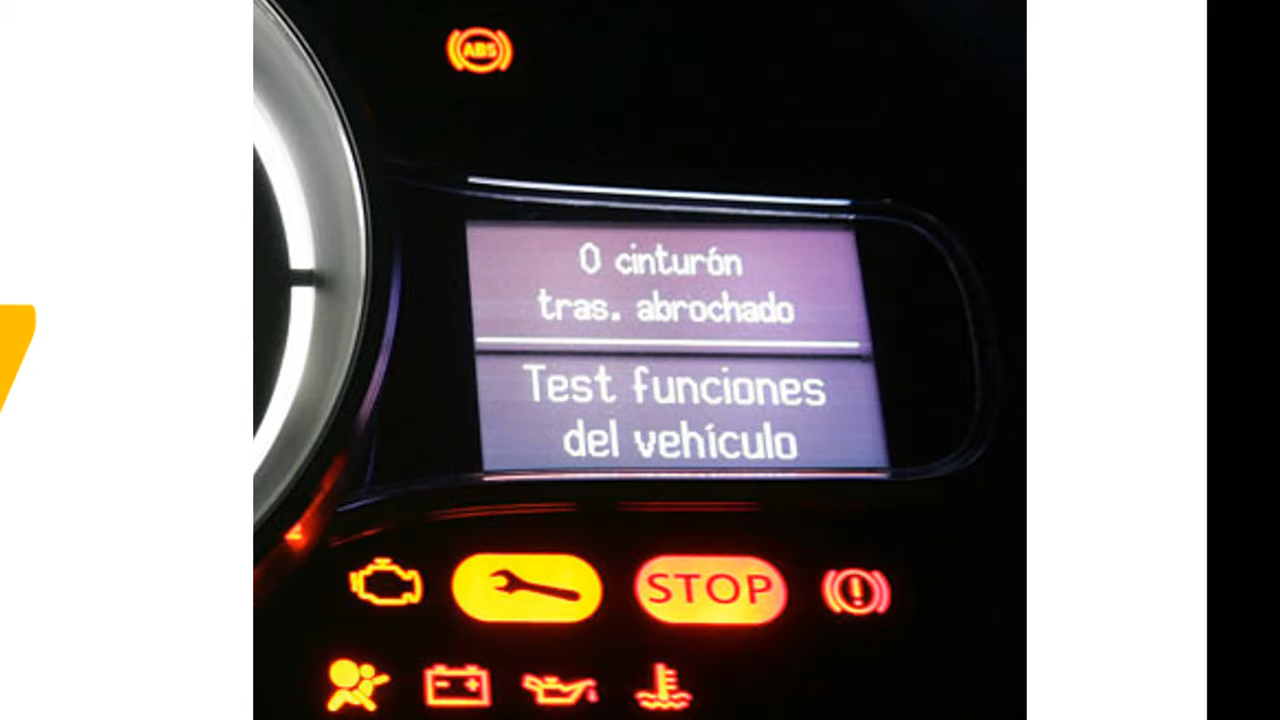 ABS
0 cinturón
tras. abrochado
Test funciones
del vehículo
STOP